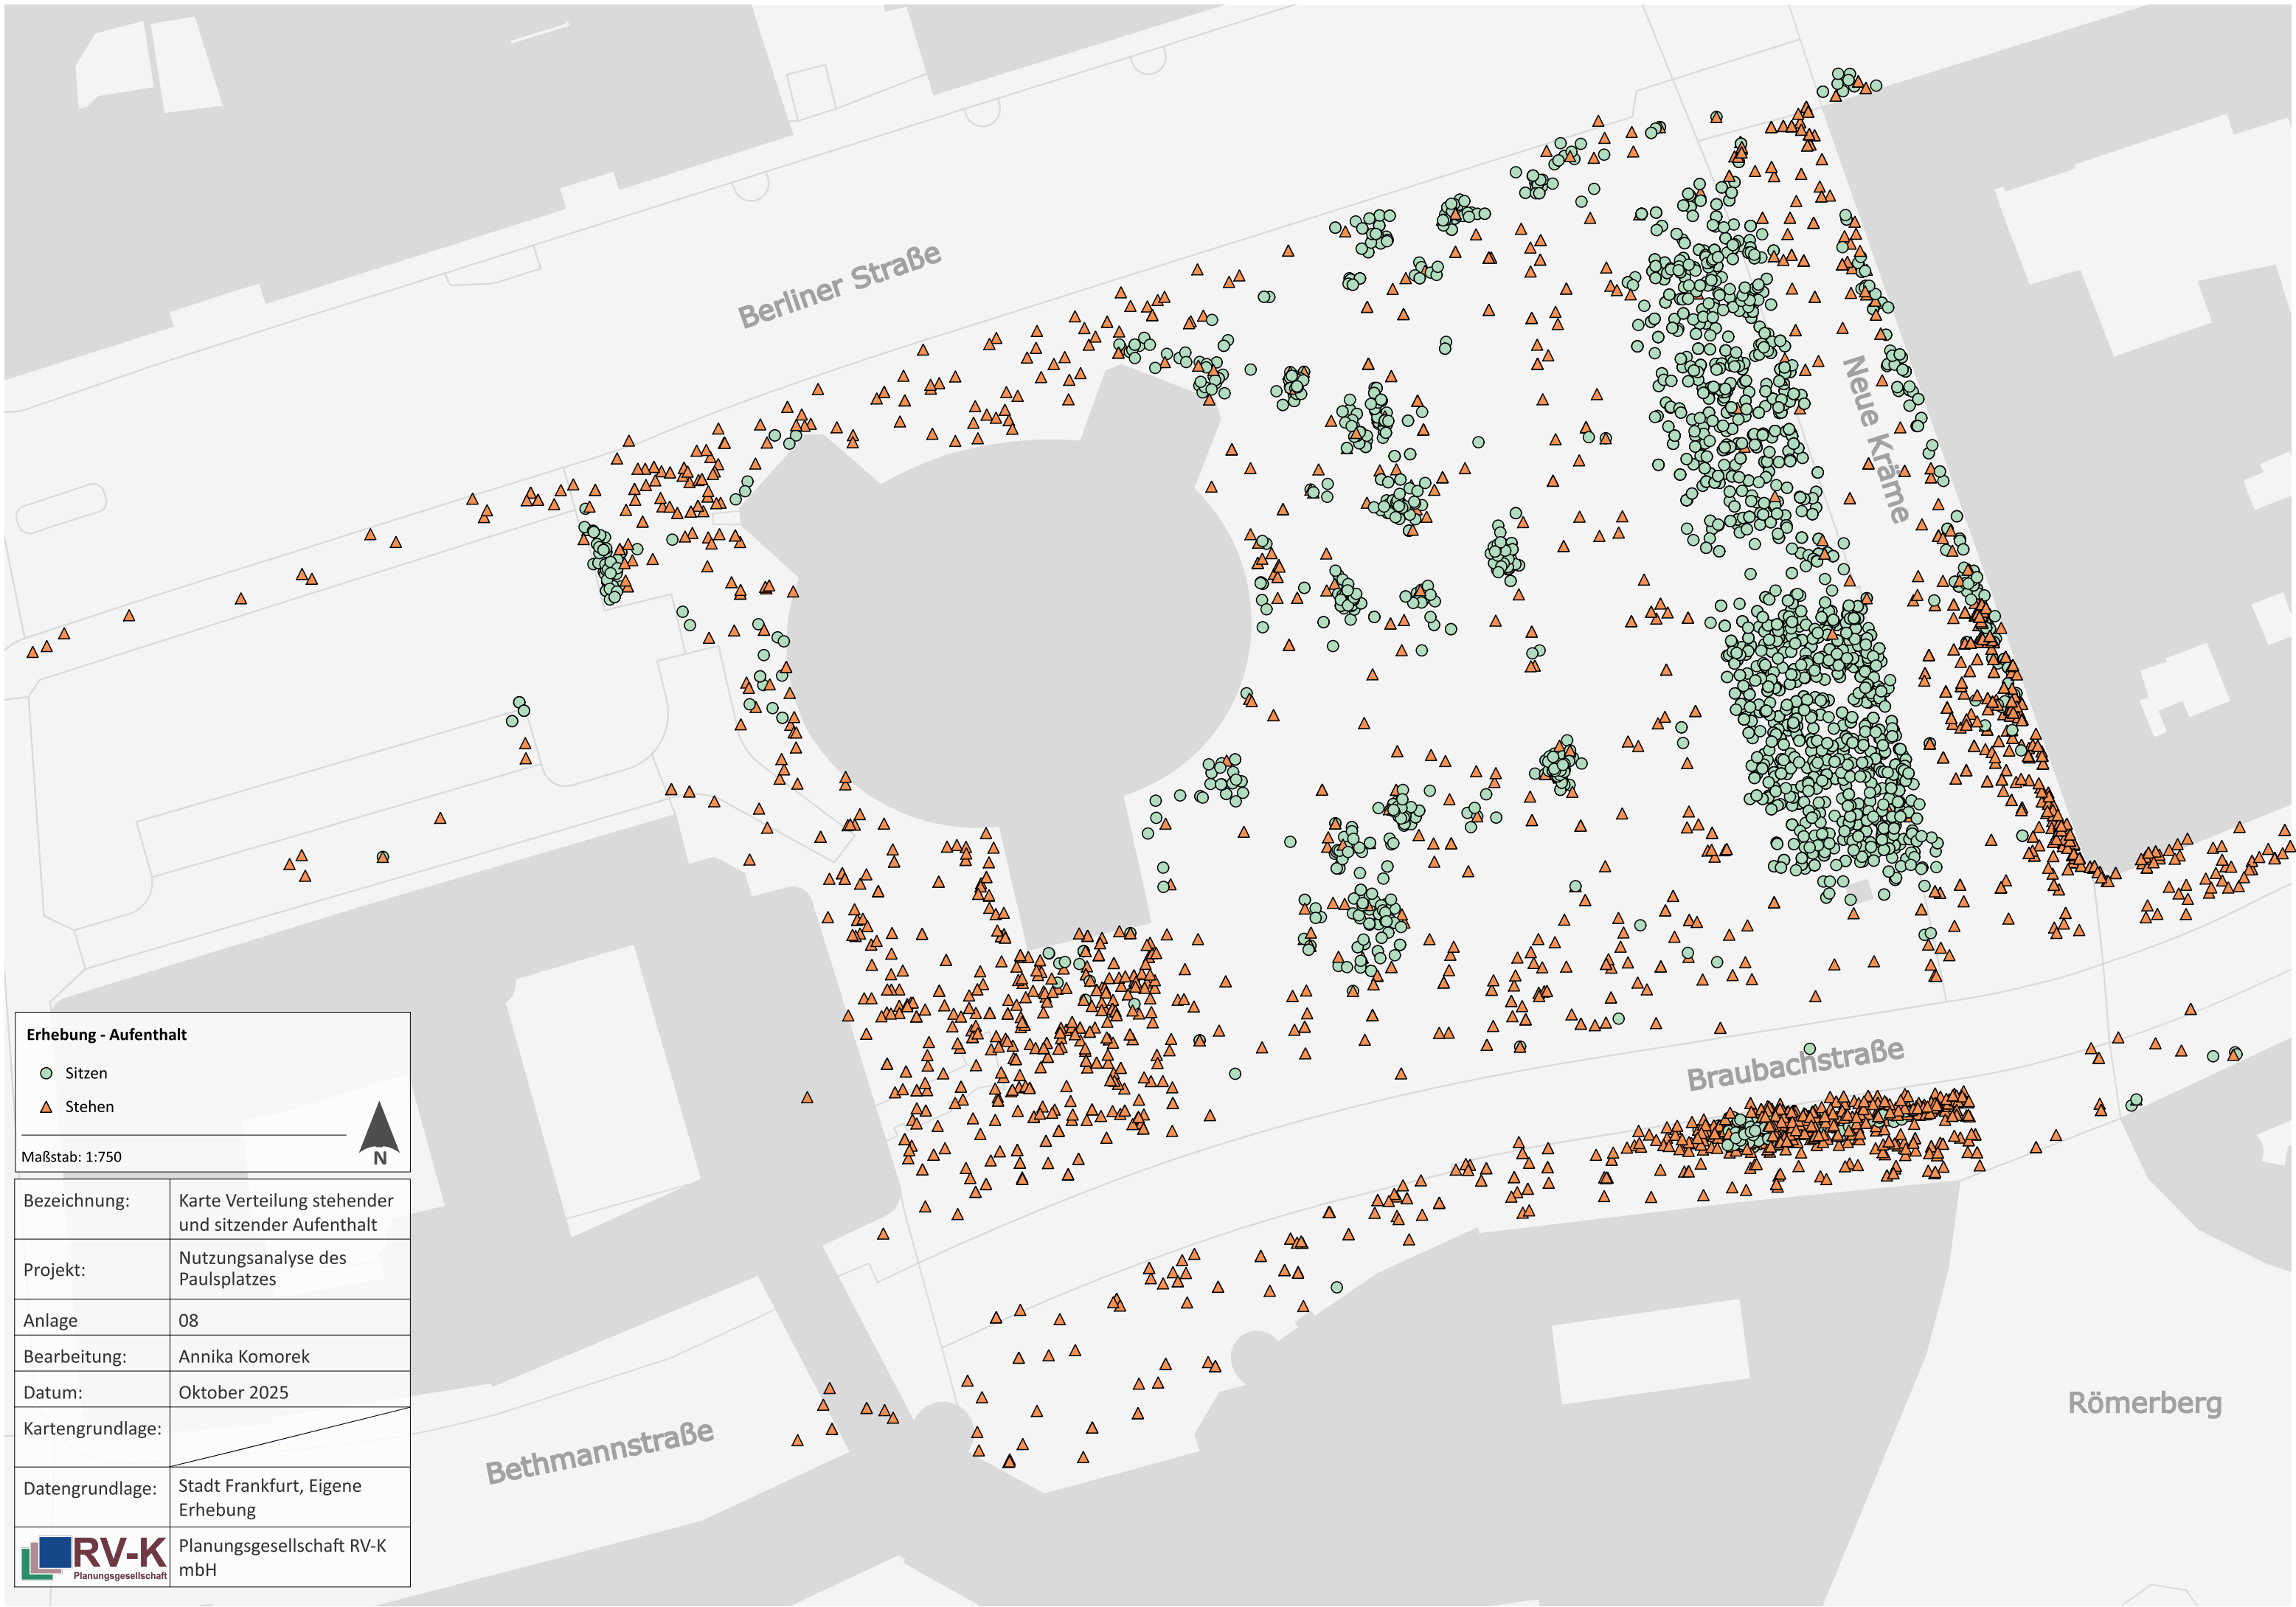 Berliner Straße
Neue Kräme
Braubachstraße
Römerberg
Bethmannstraße
Erhebung - Aufenthalt
Sitzen
Stehen
Maßstab: 1:750
N
Bezeichnung: Karte Verteilung stehender
und sitzender Aufenthalt
Projekt: Nutzungsanalyse des
Paulsplatzes
Anlage 08
Bearbeitung: Annika Komorek
Datum: Oktober 2025
Kartengrundlage:
Datengrundlage: Stadt Frankfurt, Eigene
Erhebung
RV-K
Planungsgesellschaft
Planungsgesellschaft RV-K
mbH